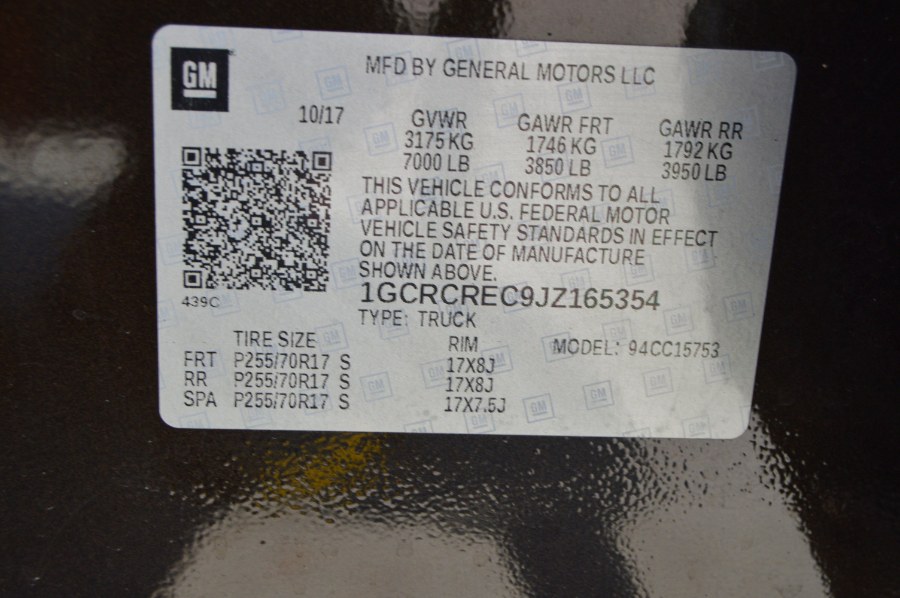 GM
MFD BY GENERAL MOTORS LLC
10/17
GVWR GAWR FRT GAWR RR
3175 KG 1746 KG 1792 KG
7000 LB 3850 LB 3950 LB
THIS VEHICLE CONFORMS TO ALL
APPLICABLE U.S. FEDERAL MOTOR
VEHICLE SAFETY STANDARDS IN EFFECT
ON THE DATE OF MANUFACTURE
SHOWN ABOVE.
439C
1GCRCREC9JZ165354
TYPE: TRUCK
TIRE SIZE RIM MODEL: 94CC15753
FRT P255/70R17 S 17X8J
RR P255/70R17 S 17X8J
SPA P255/70R17 S 17X7.5J